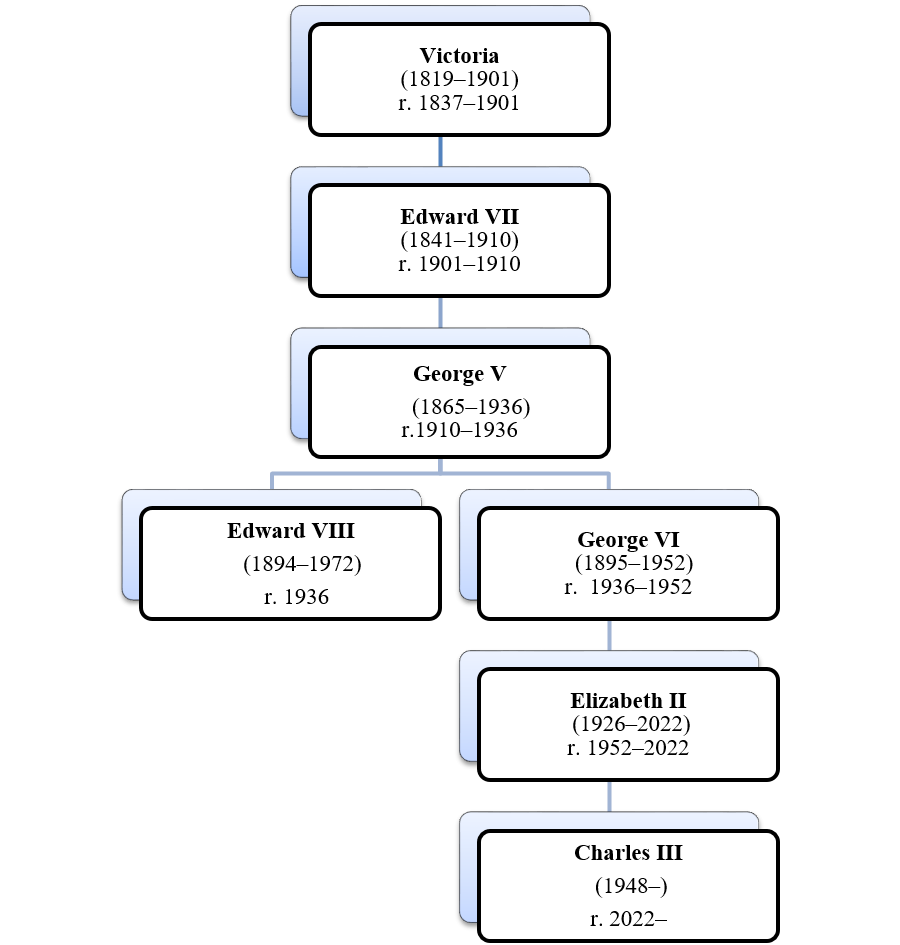 Victoria
(1819–1901)
r. 1837–1901
Edward VII
(1841–1910)
r. 1901–1910
George V
(1865–1936)
r.1910–1936
Edward VIII
(1894–1972)
r. 1936
George VI
(1895–1952)
r.  1936–1952
Elizabeth II
(1926–2022)
r. 1952–2022
Charles III
(1948–)
r. 2022–